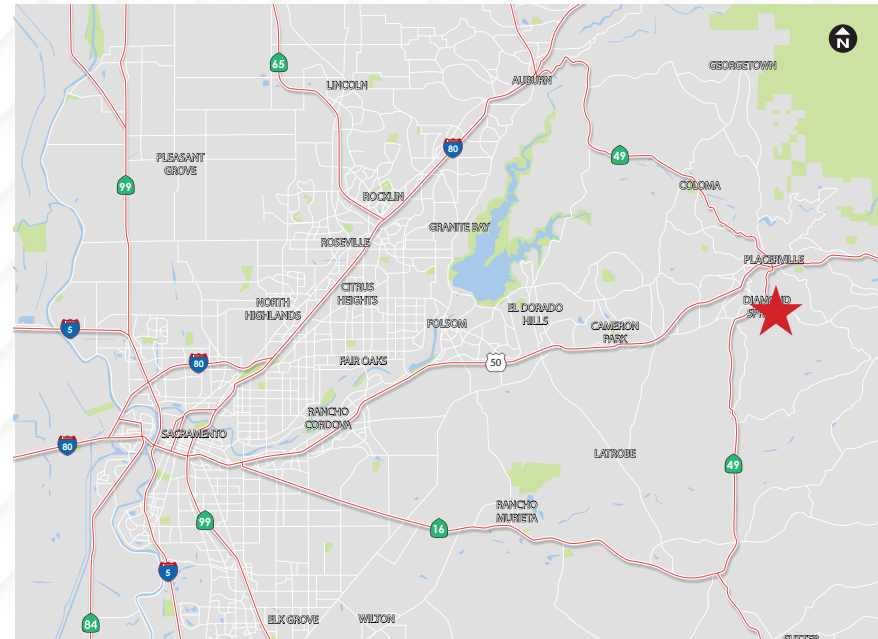 N
GEORGETOWN
65
AUBURN
LINCOLN
80
49
PLEASANT
GROVE
99
COLOMA
ROCKLIN
GRANITE BAY
ROSEVILLE
PLACERVILLE
CITRUS
HEIGHTS
NORTH
HIGHLANDS
EL DORADO
HILLS
DIAMOND
FOLSOM
CAMERON
PARK
5
80
FAIR OAKS
50
RANCHO
CORDOVA
SACRAMENTO
80
LATROBE
49
RANCHO
MURIETA
99
16
5
84
ELK GROVE
WILTON